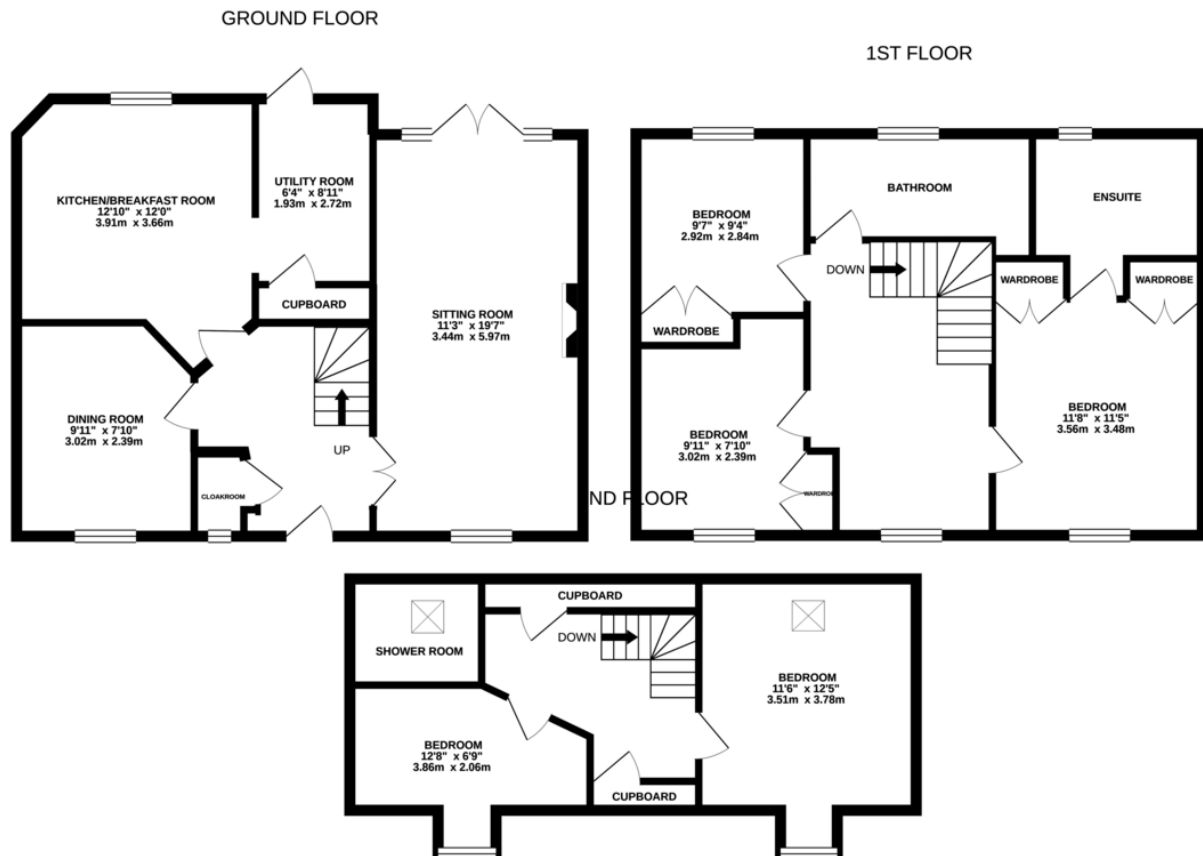 GROUND FLOOR
KITCHEN/BREAKFAST ROOM
12'10" x 12'0"
3.91m x 3.66m
UTILITY ROOM
6'4" x 8'11"
1.93m x 2.72m
CUPBOARD
SITTING ROOM
11'3" x 19'7"
3.44m x 5.97m
DINING ROOM
9'11" x 7'10"
3.02m x 2.39m
UP
CLOAKROOM
1ST FLOOR
BEDROOM
9'7" x 9'4"
2.92m x 2.84m
BATHROOM
ENSUITE
DOWN
WARDROBE
WARDROBE
WARDROBE
BEDROOM
9'11" x 7'10"
3.02m x 2.39m
WARDROB
BEDROOM
11'8" x 11'5"
3.56m x 3.48m
ND FLOOR
CUPBOARD
SHOWER ROOM
DOWN
BEDROOM
11'6" x 12'5"
3.51m x 3.78m
BEDROOM
12'8" x 6'9"
3.86m x 2.06m
CUPBOARD